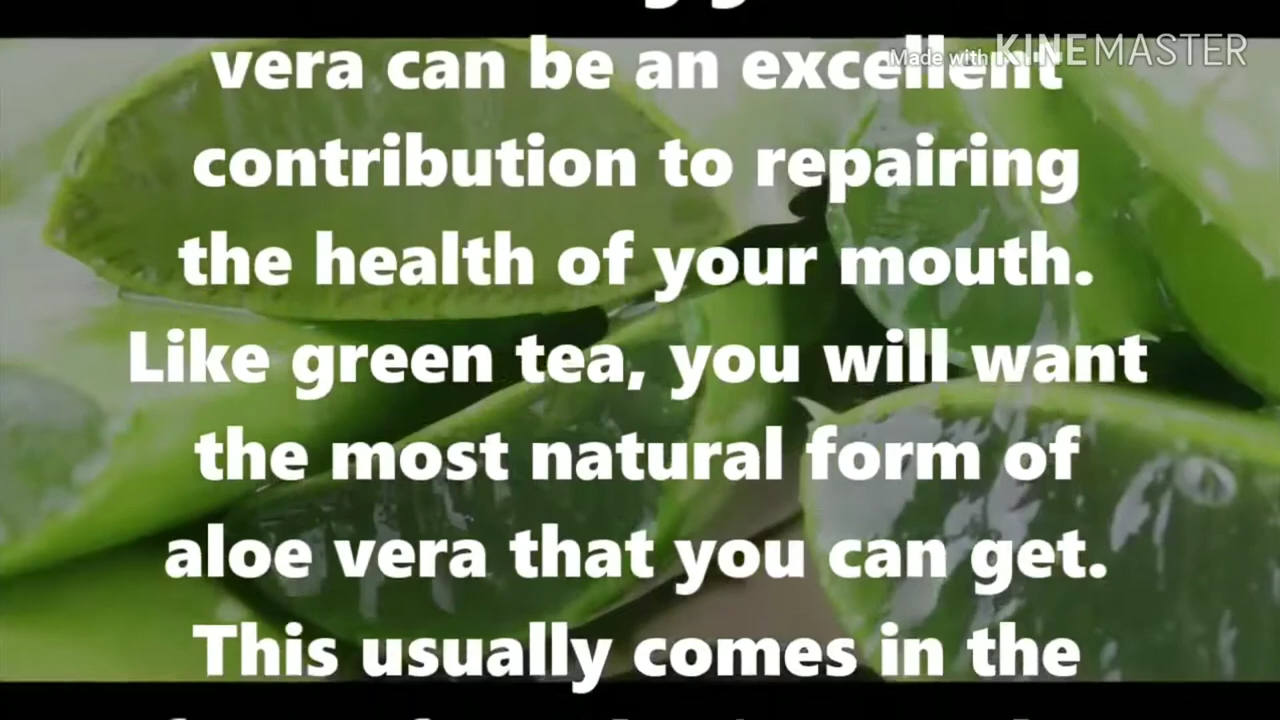 Made with KINEMASTER
vera can be an excellent
contribution to repairing
the health of your mouth.
Like green tea, you will want
the most natural form of
aloe vera that you can get.
This usually comes in the